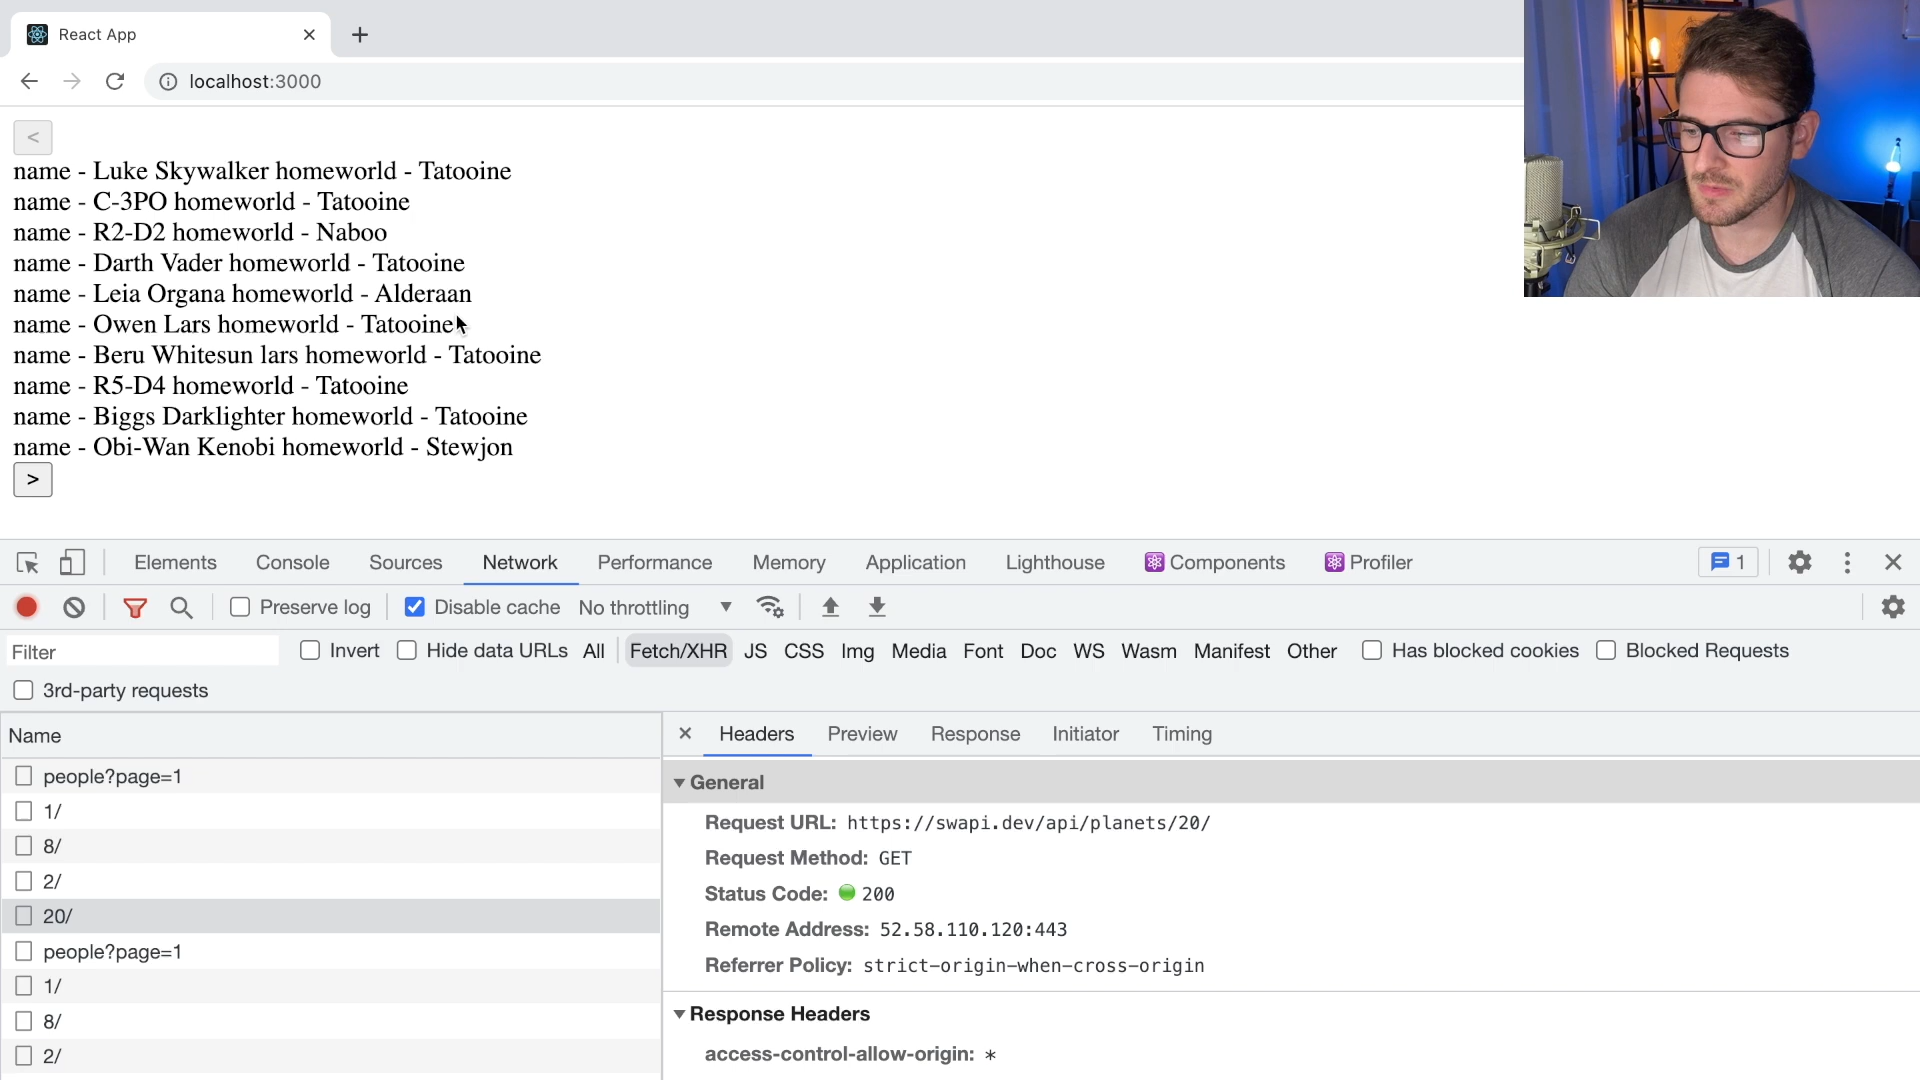 React App
localhost:3000
<
name - Luke Skywalker homeworld - Tatooine
name - C-3PO homeworld - Tatooine
name - R2-D2 homeworld - Naboo
name - Darth Vader homeworld - Tatooine
name - Leia Organa homeworld - Alderaan
name - Owen Lars homeworld - Tatooine
name - Beru Whitesun lars homeworld - Tatooine
name - R5-D4 homeworld - Tatooine
name - Biggs Darklighter homeworld - Tatooine
name - Obi-Wan Kenobi homeworld - Stewjon
>
Elements Console Sources Network Performance Memory Application Lighthouse Components Profiler 1
Preserve log Disable cache No throttling
Filter Invert Hide data URLs All Fetch/XHR JS CSS Img Media Font Doc WS Wasm Manifest Other Has blocked cookies Blocked Requests
3rd-party requests
Name
people?page=1
1/
8/
2/
20/
people?page=1
1/
8/
2/
Headers Preview Response Initiator Timing
General
Request URL: https://swapi.dev/api/planets/20/
Request Method: GET
Status Code: 200
Remote Address: 52.58.110.120:443
Referrer Policy: strict-origin-when-cross-origin
Response Headers
access-control-allow-origin: *